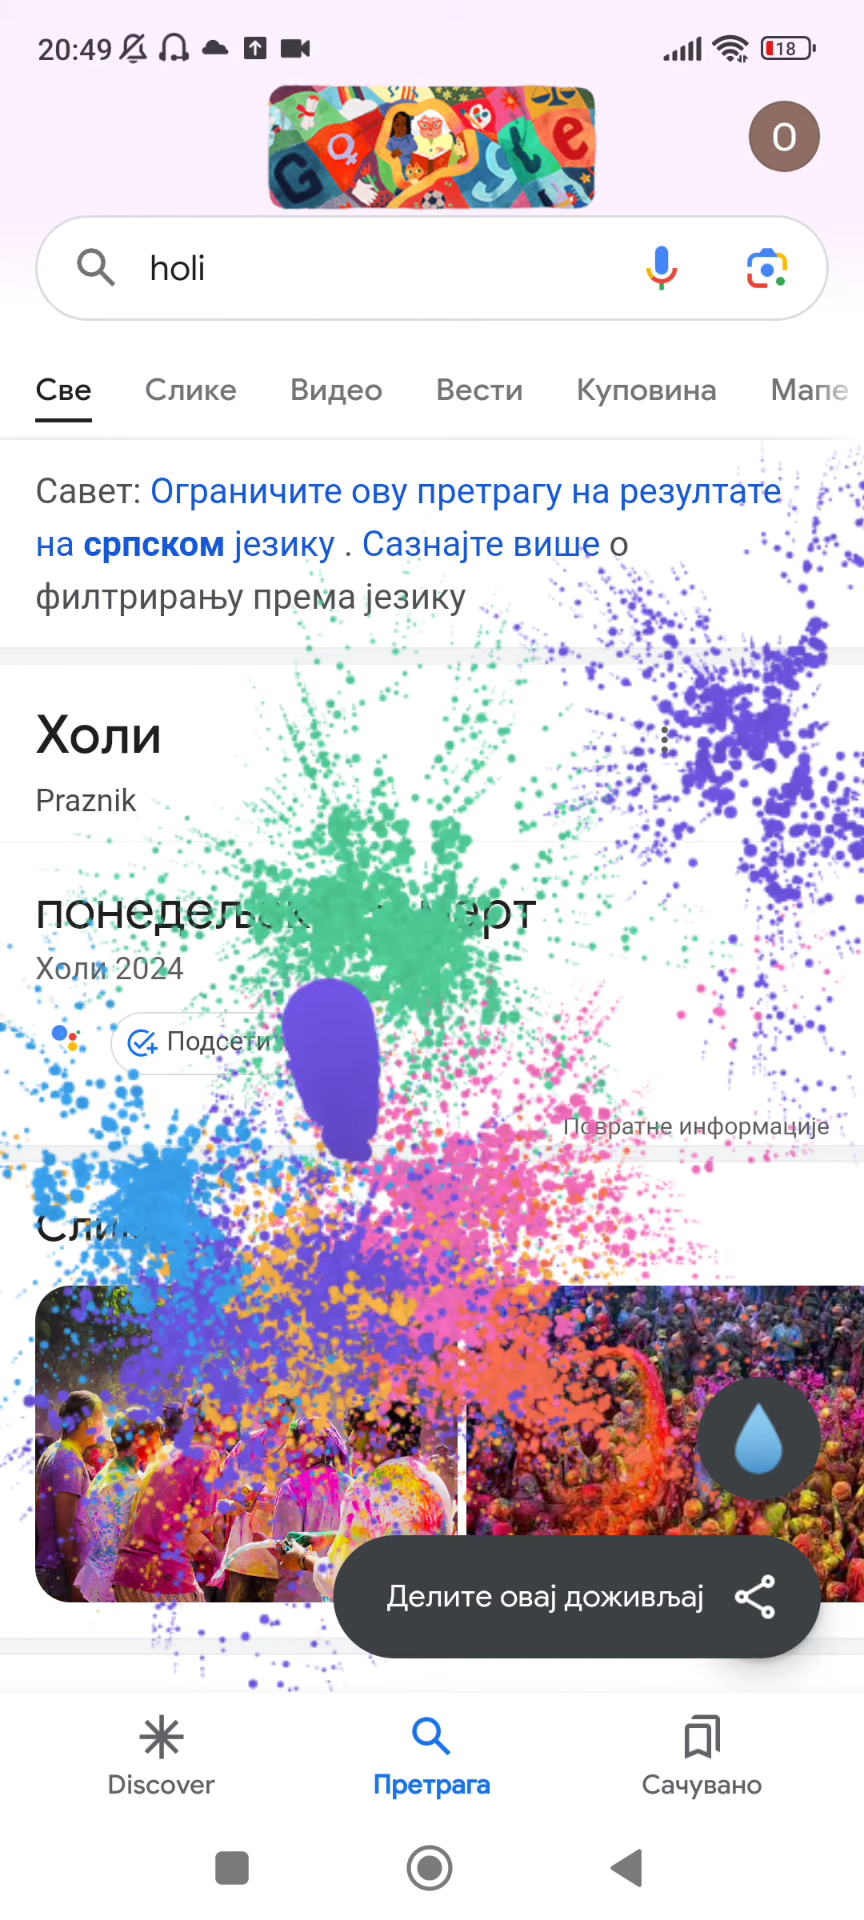 20:49
18
G
g
e
O
holi
Све Слике Видео Вести Куповина Мапе
Савет: Ограничите ову претрагу на резултате
на српском језику . Сазнајте више о
филтрирању према језику
Холи
Praznik
Холи 2024
Подсети
Повратне информације
Делите овај доживљај
Discover Претрага Сачувано